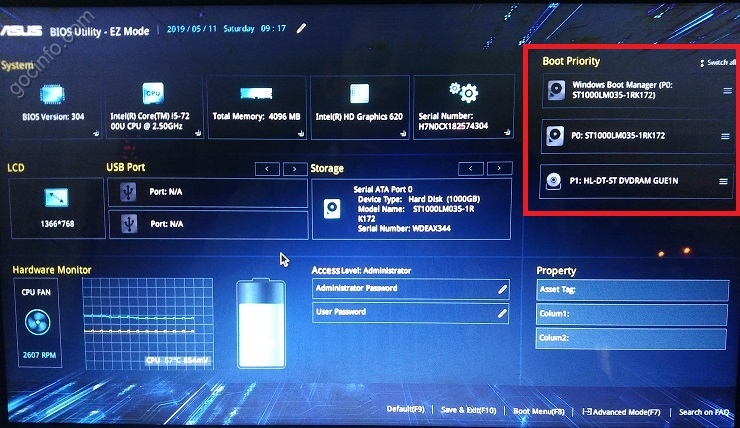 gocinfo.com
ASUS BIOS Utility - EZ Mode
2019 / 05 / 11 Saturday 09 : 17
System
BIOS Version: 304
CPU
Intel(R) Core(TM) i5-72
00U CPU @ 2.50GHz
Total Memory: 4096 MB
Intel(R) HD Graphics 620
Serial Number:
H7N0CX182574304
Boot Priority
Switch all
Windows Boot Manager (P0:
ST1000LM035-1RK172)
P0: ST1000LM035-1RK172
P1: HL-DT-ST DVDRAM GUE1N
LCD
1366*768
USB Port
Port: N/A
Port: N/A
Storage
Serial ATA Port 0
Device Type: Hard Disk (1000GB)
Model Name: ST1000LM035-1R
K172
Serial Number: WDEAX344
Hardware Monitor
CPU FAN
2607 RPM
CPU 57°C 854mV
Access Level: Administrator
Administrator Password
User Password
Property
Asset Tag:
Colum1:
Colum2:
Default(F9)
Save & Exit(F10)
Boot Menu(F8)
Advanced Mode(F7)
Search on FAQ